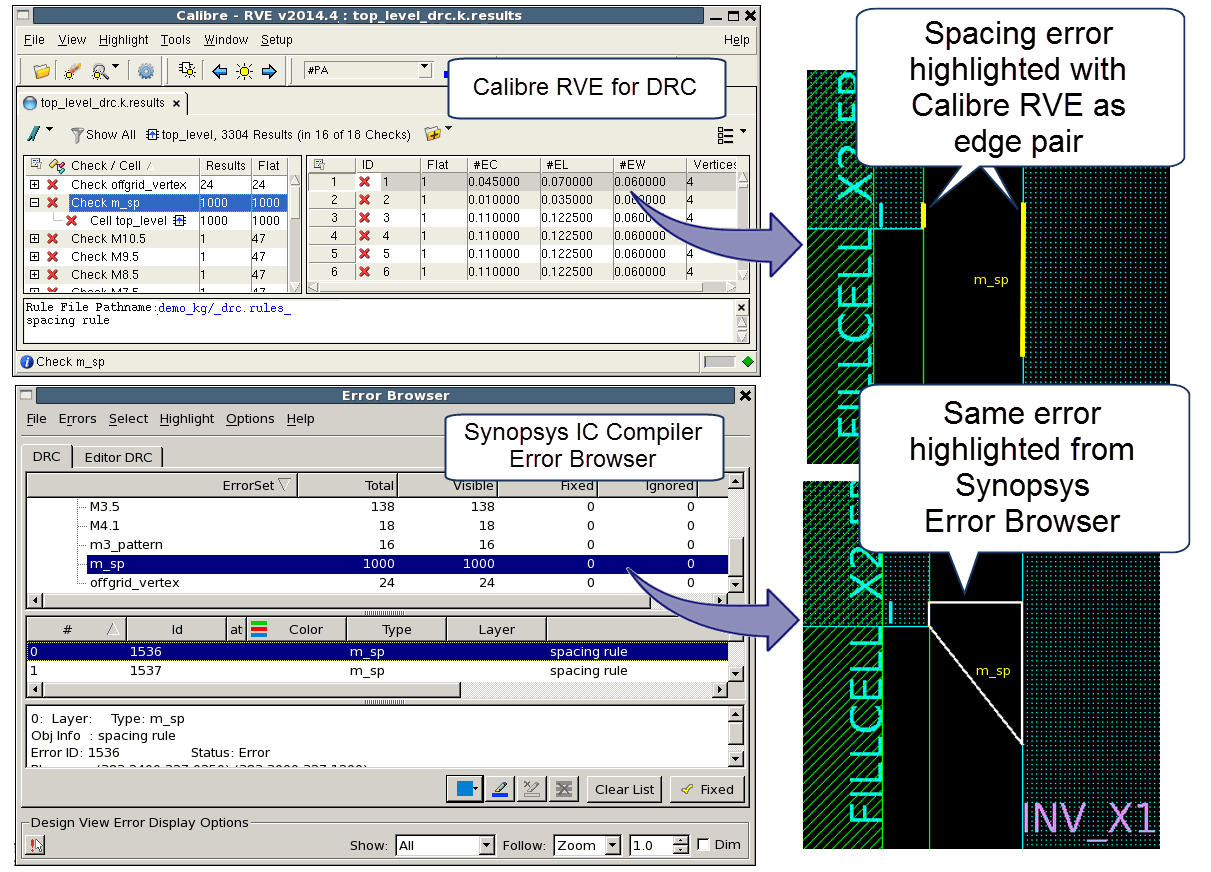 Calibre - RVE v2014.4 : top_level_drc.k.results
File View Highlight Tools Window Setup Help
#PA
Calibre RVE for DRC
top_level_drc.k.results
Show All top_level, 3304 Results (in 16 of 18 Checks)
Check / Cell Results Flat
Check offgrid_vertex 24 24
Check m_sp 1000 1000
Cell top_level 1000 1000
Check M10.5 1 47
Check M9.5 1 47
Check M8.5 1 47
Check M7.5 1 47
ID Flat #EC #EL #EW Vertices
1 1 1 0.045000 0.070000 0.060000 4
2 2 1 0.010000 0.035000 0.060000 4
3 3 1 0.110000 0.122500 0.060000
4 4 1 0.110000 0.122500 0.060000
5 5 1 0.110000 0.122500 0.060000 4
6 6 1 0.110000 0.122500 0.060000 4
Rule File Pathname: demo_kg/_drc.rules_
spacing rule
Check m_sp
Spacing error
highlighted with
Calibre RVE as
edge pair
FILLCELL X2
m_sp
Error Browser
File Errors Select Highlight Options Help
Synopsys IC Compiler
Error Browser
DRC Editor DRC
ErrorSet Total Visible Fixed Ignored
M3.5 138 138 0 0
M4.1 18 18 0 0
m3_pattern 16 16 0 0
m_sp 1000 1000 0 0
offgrid_vertex 24 24 0 0
# Id at Color Type Layer
0 1536 m_sp spacing rule
1 1537 m_sp spacing rule
0: Layer: Type: m_sp
Obj Info : spacing rule
Error ID: 1536 Status: Error
Clear List Fixed
Design View Error Display Options
Show: All Follow: Zoom 1.0 Dim
Same error
highlighted from
Synopsys
Error Browser
FILLCELL X2
m_sp
INV_X1